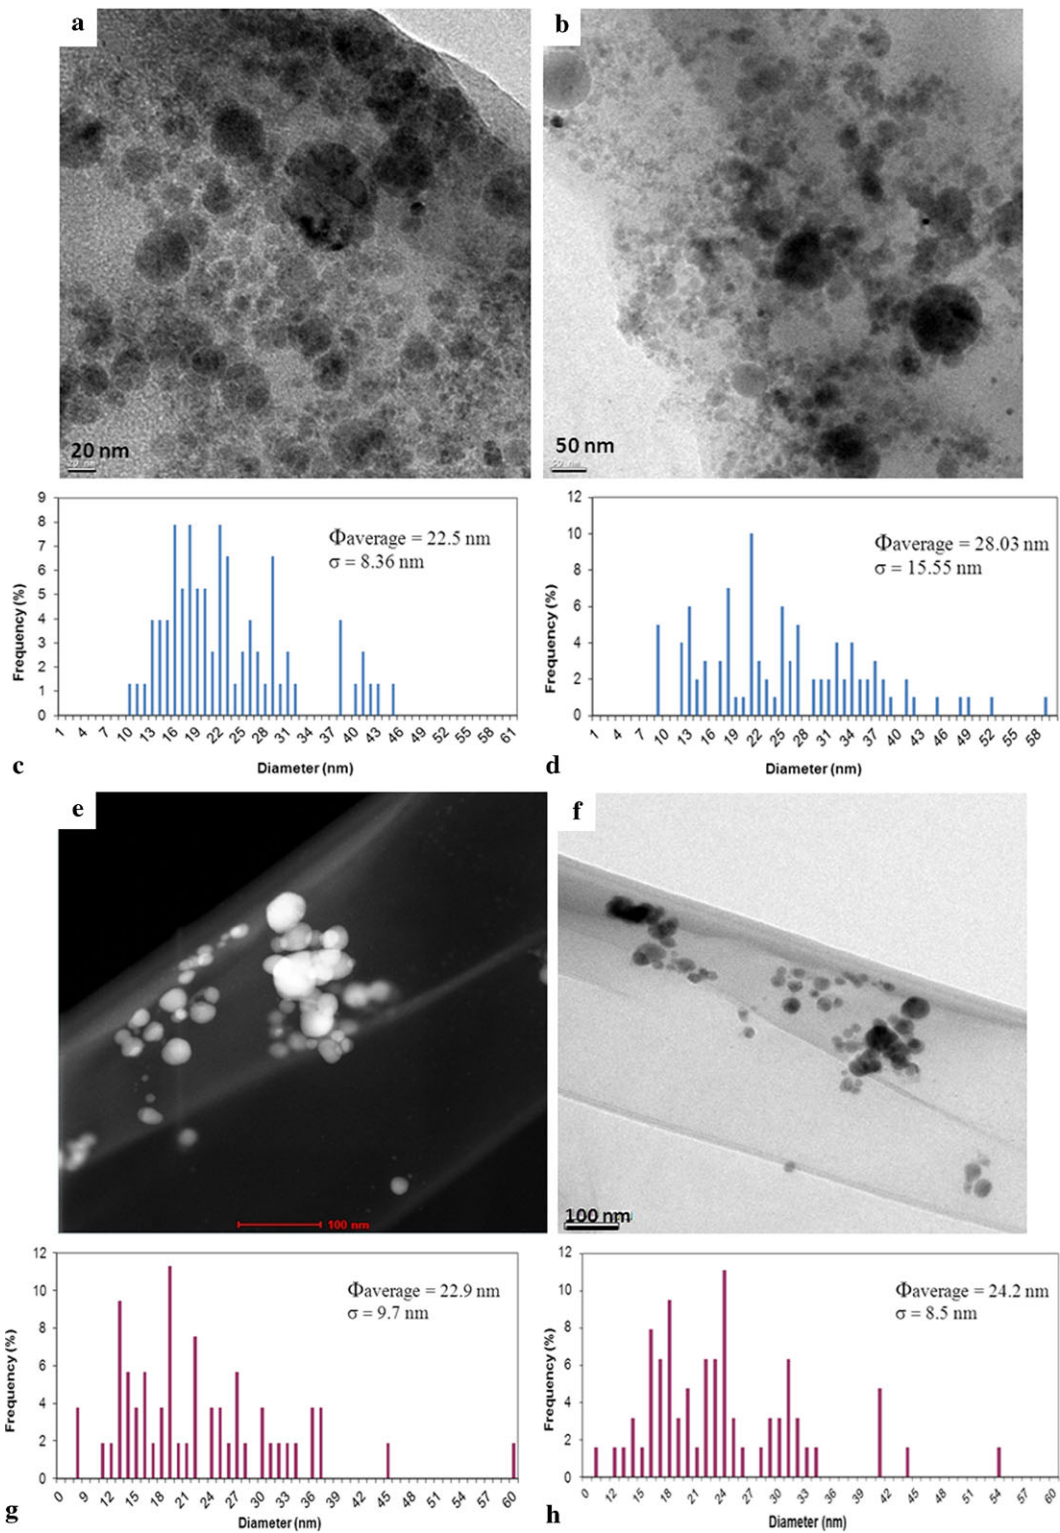 a
b
20 nm
50 nm
9
8
7
6
5
4
3
2
1
0
Frequency (%)
Φaverage = 22.5 nm
σ = 8.36 nm
1 4 7 10 13 16 19 22 25 28 31 34 37 40 43 46 49 52 55 58 61
Diameter (nm)
c
12
10
8
6
4
2
0
Frequency (%)
Φaverage = 28.03 nm
σ = 15.55 nm
1 4 7 10 13 16 19 22 25 28 31 34 37 40 43 46 49 52 55 58
Diameter (nm)
d
e
f
100 nm
100 nm
12
10
8
6
4
2
0
Frequency (%)
Φaverage = 22.9 nm
σ = 9.7 nm
0 9 12 15 18 21 24 27 30 33 36 39 42 45 48 51 54 57 60
Diameter (nm)
g
12
10
8
6
4
2
0
Frequency (%)
Φaverage = 24.2 nm
σ = 8.5 nm
0 12 15 18 21 24 27 30 33 36 39 42 45 48 51 54 57 60
Diameter (nm)
h